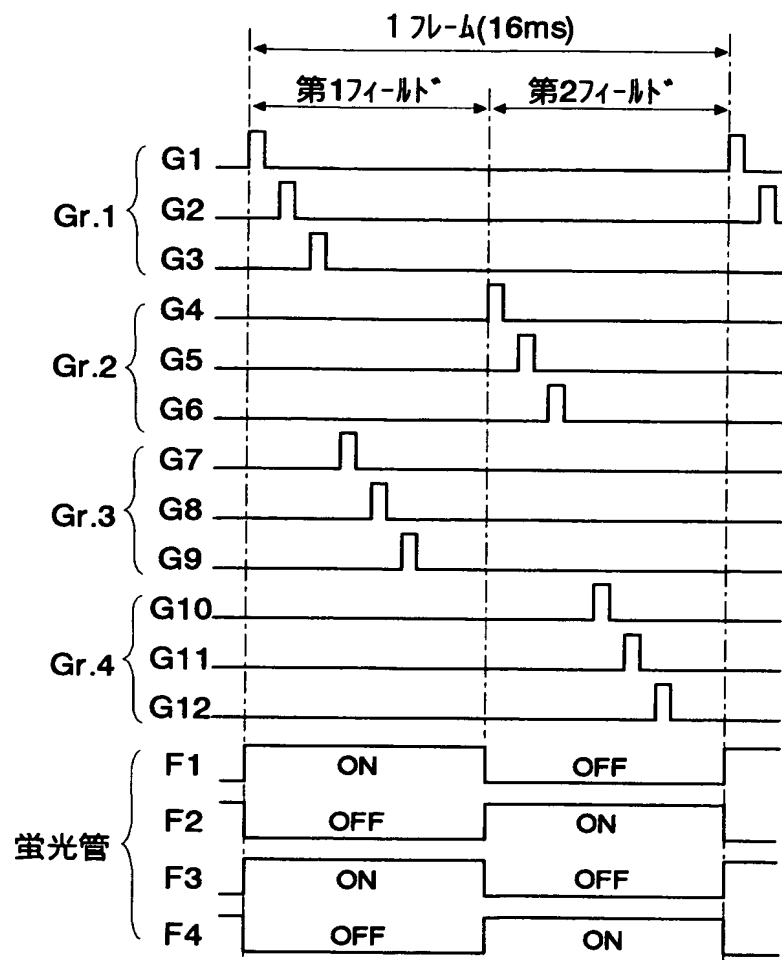 1 フレーム(16ms)
第1フィールド 第2フィールド
Gr.1
G1
G2
G3
Gr.2
G4
G5
G6
Gr.3
G7
G8
G9
Gr.4
G10
G11
G12
蛍光管
F1 ON OFF
F2 OFF ON
F3 ON OFF
F4 OFF ON